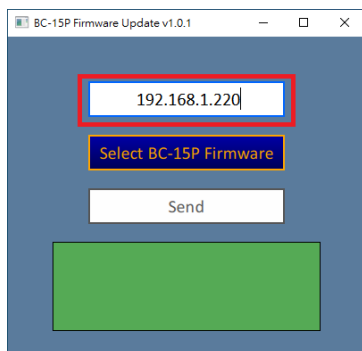 BC-15P Firmware Update v1.0.1
192.168.1.220
Select BC-15P Firmware
Send